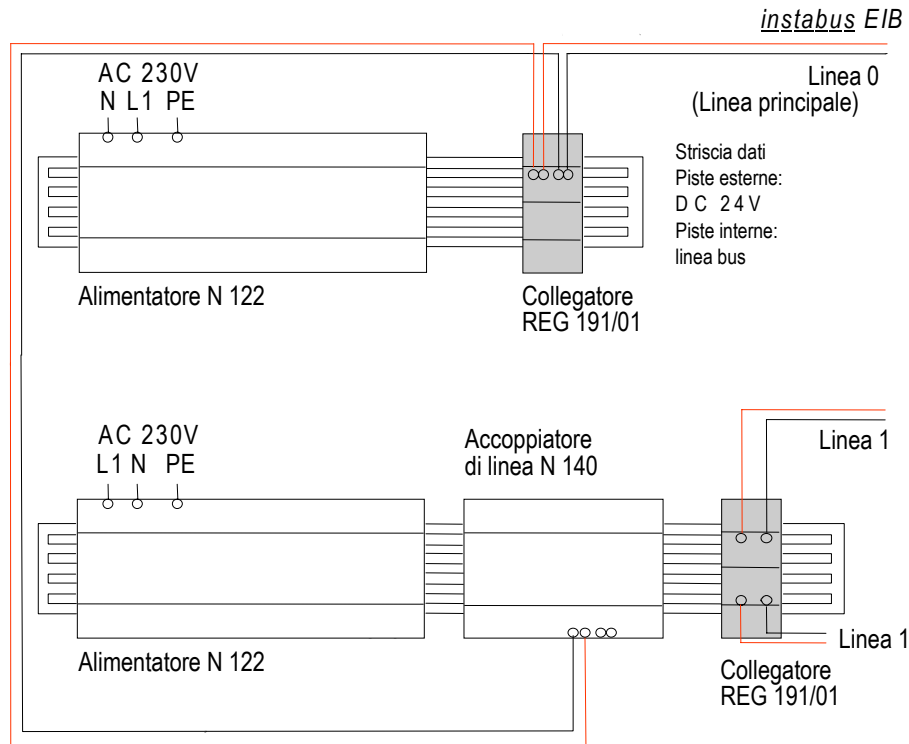 instabus EIB
AC 230V
N L1 PE
Linea 0
(Linea principale)
Striscia dati
Piste esterne:
DC 24V
Piste interne:
linea bus
Alimentatore N 122
Collegatore
REG 191/01
AC 230V
L1 N PE
Accoppiatore
di linea N 140
Linea 1
Linea 1
Alimentatore N 122
Collegatore
REG 191/01